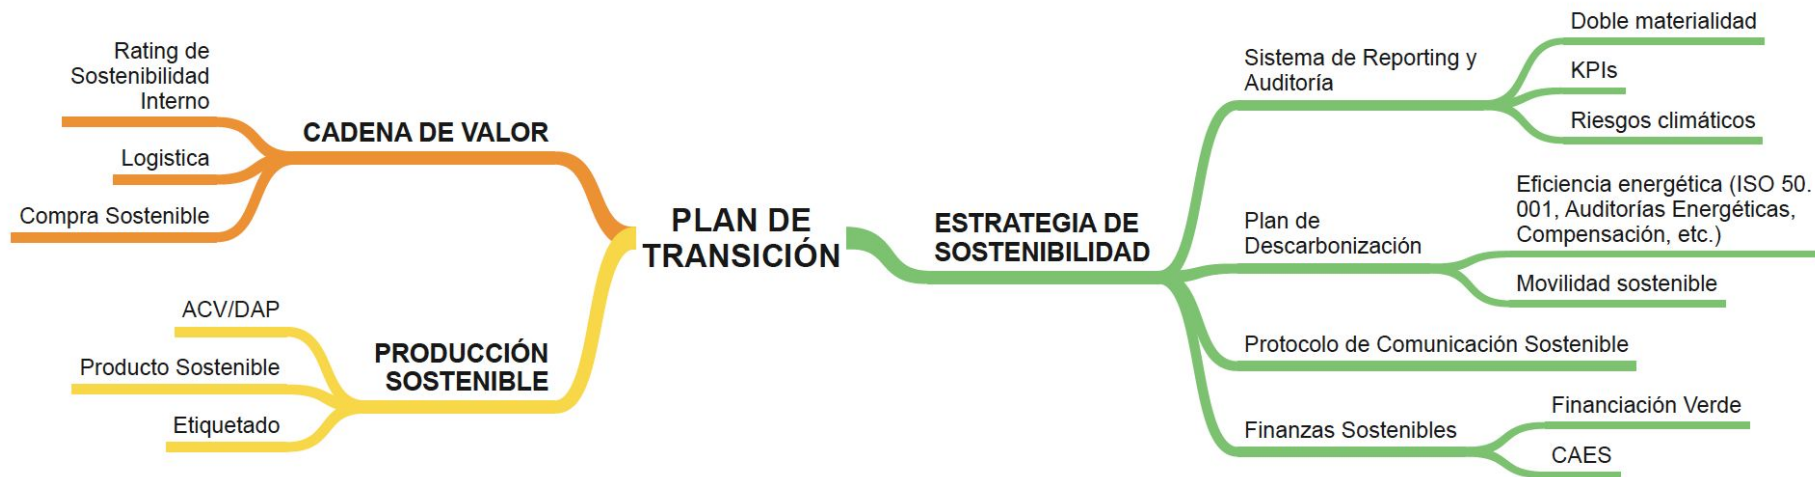 Rating de
Sostenibilidad
Interno
CADENA DE VALOR
Logistica
Compra Sostenible
PLAN DE
TRANSICIÓN
ACV/DAP
PRODUCCIÓN
SOSTENIBLE
Producto Sostenible
Etiquetado
ESTRATEGIA DE
SOSTENIBILIDAD
Sistema de Reporting y
Auditoría
Doble materialidad
KPIs
Riesgos climáticos
Plan de
Descarbonización
Eficiencia energética (ISO 50.
001, Auditorías Energéticas,
Compensación, etc.)
Movilidad sostenible
Protocolo de Comunicación Sostenible
Finanzas Sostenibles
Financiación Verde
CAES